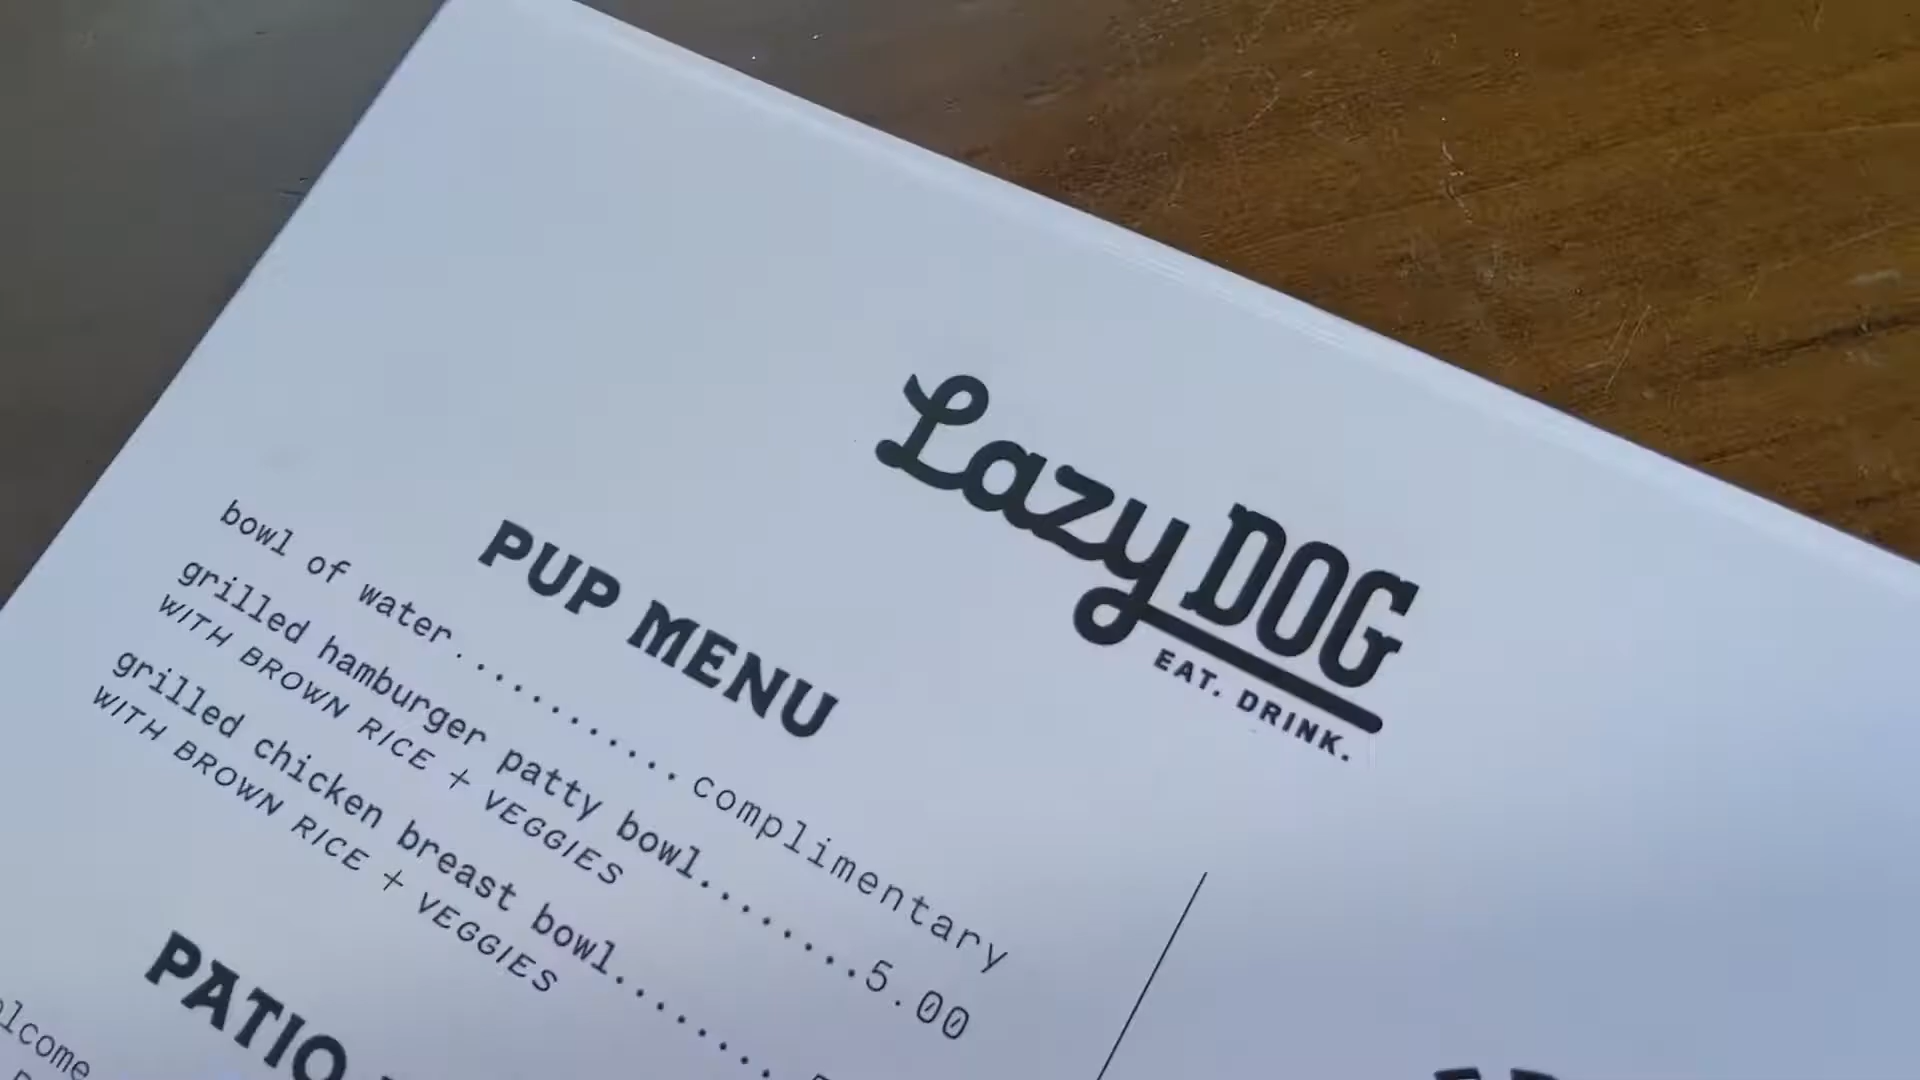 Lazy DOG
EAT. DRINK.
PUP MENU
bowl of water...........complimentary
grilled hamburger patty bowl........5.00
WITH BROWN RICE + VEGGIES
grilled chicken breast bowl........
WITH BROWN RICE + VEGGIES
PATIO